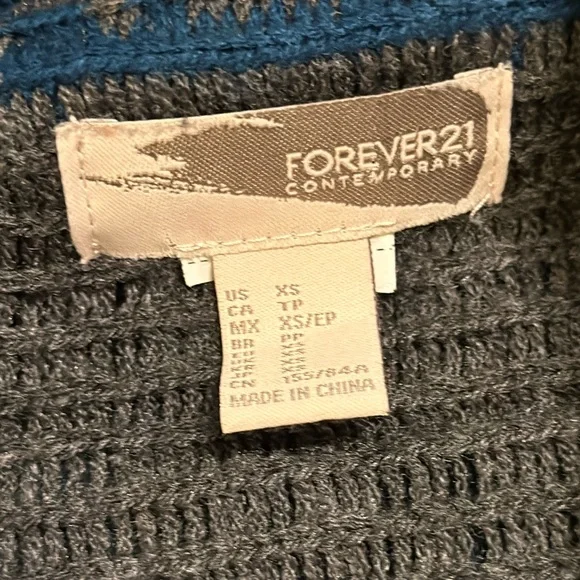 FOREVER21
CONTEMPORARY
US XS
CA TP
MX XS/EP
BR PP
CN 155/84A
MADE IN CHINA